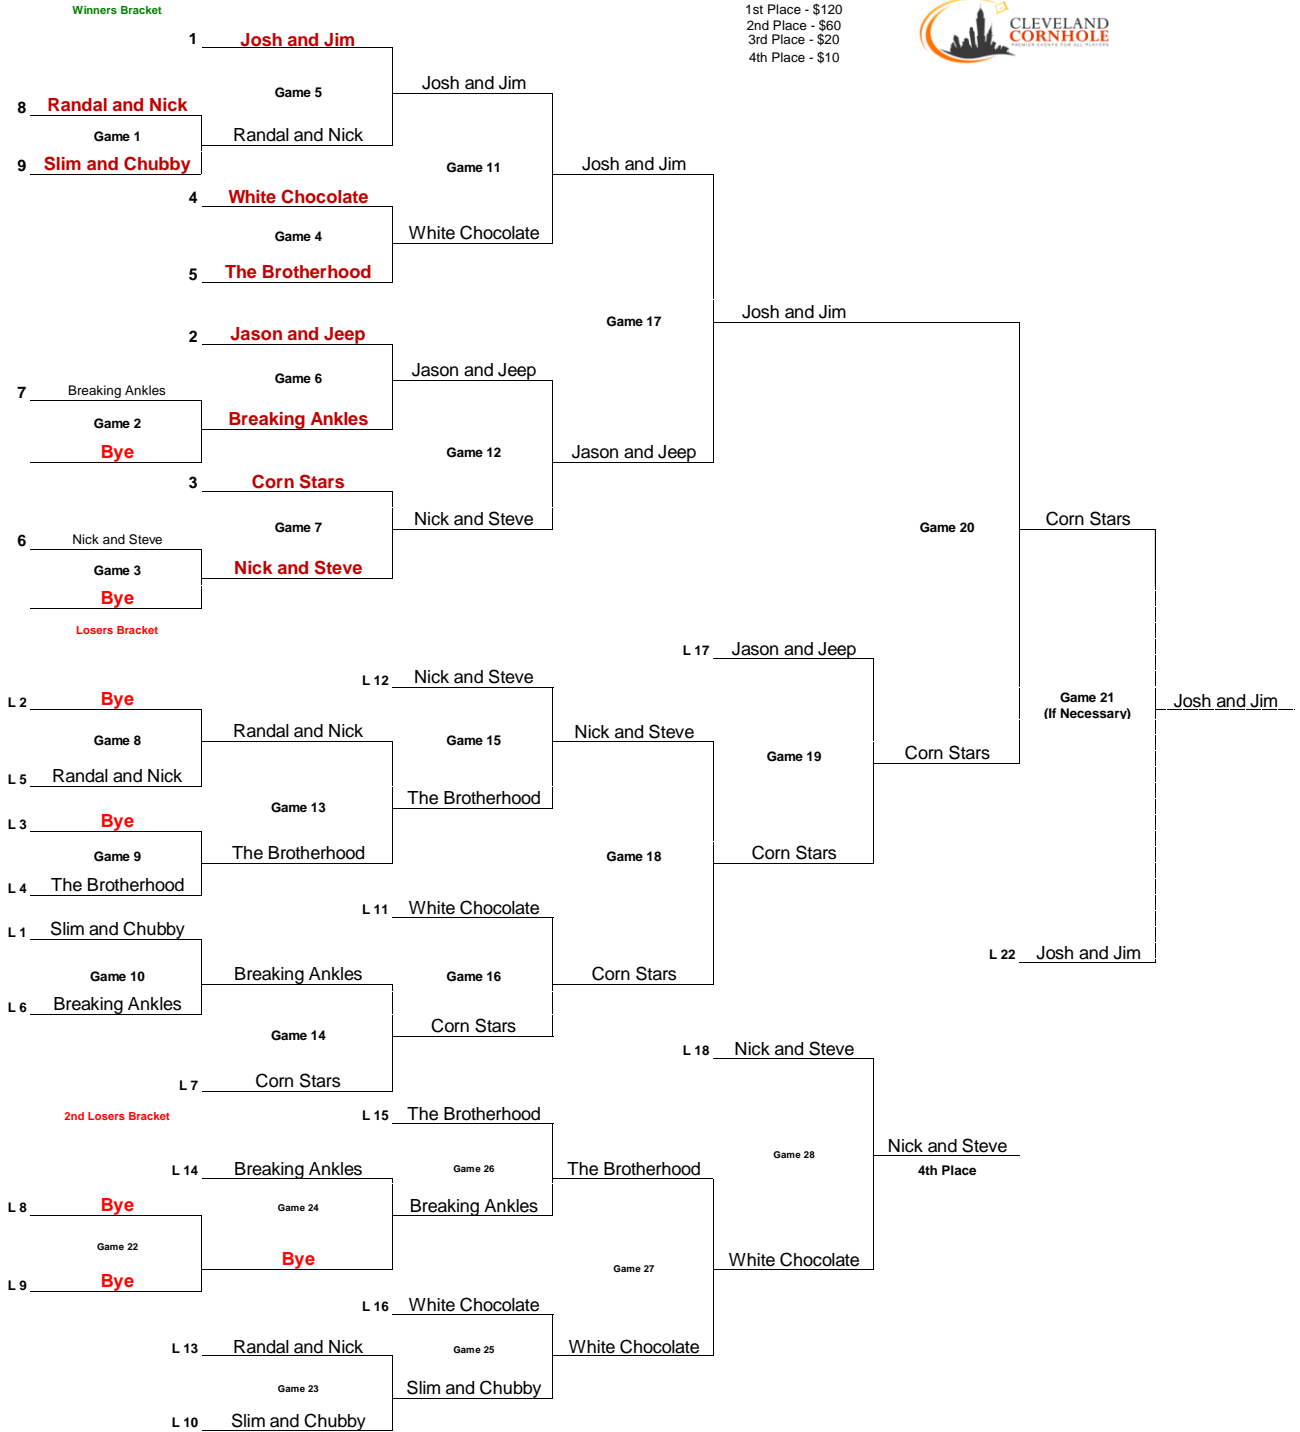 Winners Bracket
1st Place - $120
2nd Place - $60
3rd Place - $20
4th Place - $10
CLEVELAND
CORNHOLE
PREMIER EVENTS FOR ALL PLAYERS
1 Josh and Jim
Josh and Jim
Game 5
8 Randal and Nick
Game 1
Randal and Nick
9 Slim and Chubby
Game 11
Josh and Jim
4 White Chocolate
Game 4
White Chocolate
5 The Brotherhood
Josh and Jim
Game 17
2 Jason and Jeep
Jason and Jeep
Game 6
7 Breaking Ankles
Game 2
Breaking Ankles
Bye
Game 12
Jason and Jeep
3 Corn Stars
Nick and Steve
Game 7
Game 20
Corn Stars
6 Nick and Steve
Game 3
Nick and Steve
Bye
Losers Bracket
L 17 Jason and Jeep
L 12 Nick and Steve
L 2 Bye
Game 21
(If Necessary)
Josh and Jim
Randal and Nick
Nick and Steve
Game 8
Game 15
Game 19
Corn Stars
L 5 Randal and Nick
The Brotherhood
Game 13
L 3 Bye
Game 9
The Brotherhood
Game 18
Corn Stars
L 4 The Brotherhood
L 11 White Chocolate
L 1 Slim and Chubby
L 22 Josh and Jim
Game 10
Breaking Ankles
Game 16
Corn Stars
L 6 Breaking Ankles
Corn Stars
Game 14
L 18 Nick and Steve
L 7 Corn Stars
2nd Losers Bracket
L 15 The Brotherhood
Nick and Steve
4th Place
Game 28
L 14 Breaking Ankles
Game 26
The Brotherhood
L 8 Bye
Game 24
Breaking Ankles
Game 22
Bye
White Chocolate
Game 27
L 9 Bye
L 16 White Chocolate
L 13 Randal and Nick
Game 25
White Chocolate
Game 23
Slim and Chubby
L 10 Slim and Chubby